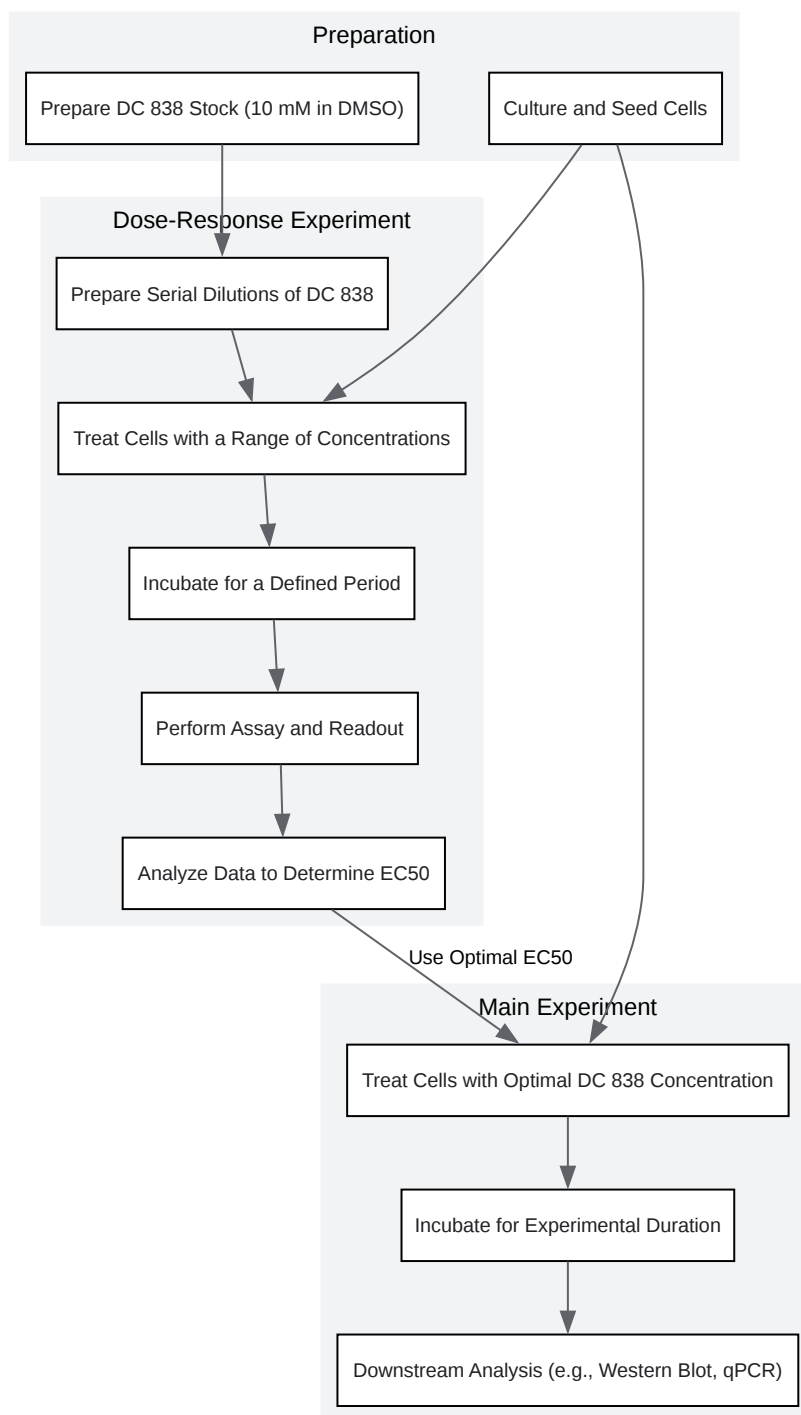 Preparation
Prepare DC 838 Stock (10 mM in DMSO)
Culture and Seed Cells
Dose-Response Experiment
Prepare Serial Dilutions of DC 838
Treat Cells with a Range of Concentrations
Incubate for a Defined Period
Perform Assay and Readout
Analyze Data to Determine EC50
Use Optimal EC50
Main Experiment
Treat Cells with Optimal DC 838 Concentration
Incubate for Experimental Duration
Downstream Analysis (e.g., Western Blot, qPCR)